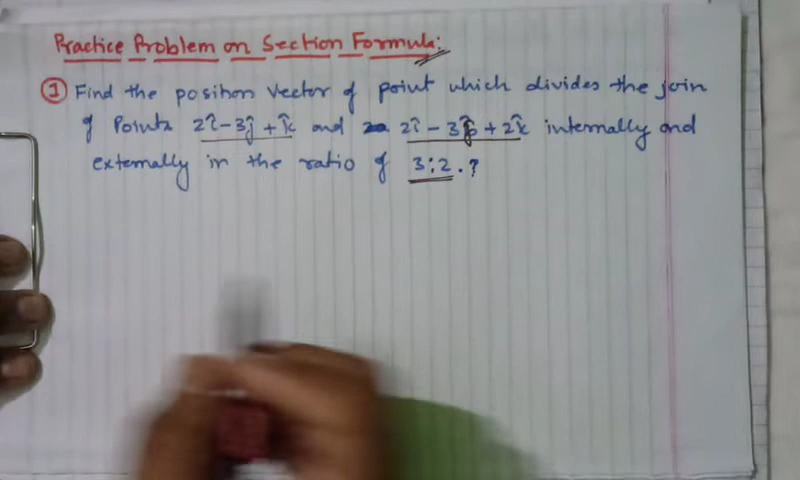 Practice Problem on Section Formula:
① Find the position vector of point which divides the join
of Points 2î-3ĵ+k̂ and 2î-3ĵ+2k̂ internally and
externally in the ratio of 3:2.?